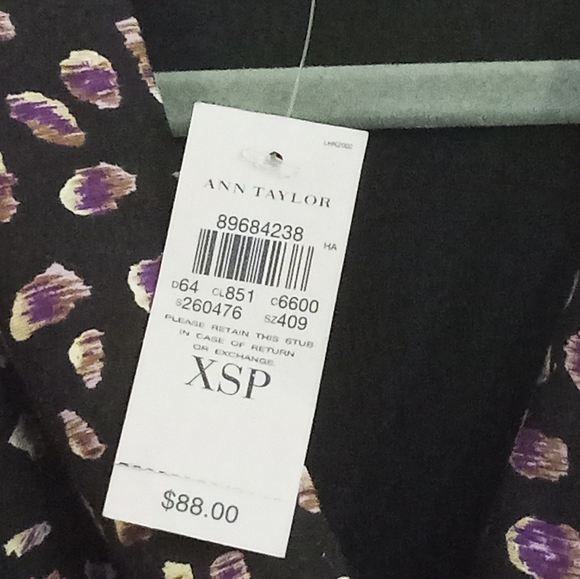 LHK2002
ANN TAYLOR
89684238
HA
D64 CL851 C6600
S260476 SZ409
PLEASE RETAIN THIS STUB
IN CASE OF RETURN
OR EXCHANGE.
XSP
$88.00